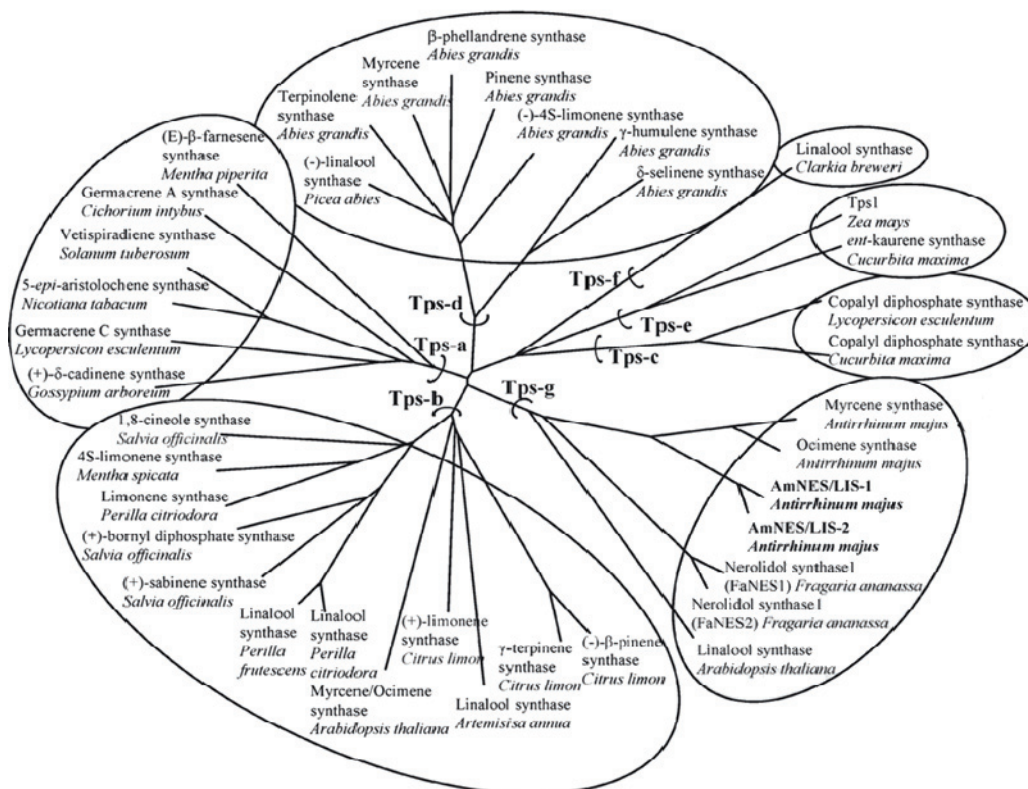 β-phellandrene synthase
Abies grandis
Myrcene
synthase
Abies grandis
Pinene synthase
Abies grandis
Terpinolene
synthase
Abies grandis
(-)-4S-limonene synthase
Abies grandis
γ-humulene synthase
Abies grandis
(-)-linalool
synthase
Picea abies
δ-selinene synthase
Abies grandis
Linalool synthase
Clarkia breweri
Tps1
Zea mays
ent-kaurene synthase
Cucurbita maxima
Copalyl diphosphate synthase
Lycopersicon esculentum
Copalyl diphosphate synthase
Cucurbita maxima
(E)-β-farnesene
synthase
Mentha piperita
Germacrene A synthase
Cichorium intybus
Vetispiradiene synthase
Solanum tuberosum
5-epi-aristolochene synthase
Nicotiana tabacum
Germacrene C synthase
Lycopersicon esculentum
(+)-δ-cadinene synthase
Gossypium arboreum
Tps-f
Tps-d
Tps-e
Tps-a
Tps-c
Tps-g
Tps-b
1,8-cineole synthase
Salvia officinalis
4S-limonene synthase
Mentha spicata
Limonene synthase
Perilla citriodora
(+)-bornyl diphosphate synthase
Salvia officinalis
(+)-sabinene synthase
Salvia officinalis
Linalool
synthase
Perilla
frutescens
Linalool
synthase
Perilla
citriodora
Myrcene/Ocimene
synthase
Arabidopsis thaliana
(+)-limonene
synthase
Citrus limon
Linalool synthase
Artemisisa annua
γ-terpinene
synthase
Citrus limon
(-)-β-pinene
synthase
Citrus limon
Myrcene synthase
Antirrhinum majus
Ocimene synthase
Antirrhinum majus
AmNES/LIS-1
Antirrhinum majus
AmNES/LIS-2
Antirrhinum majus
Nerolidol synthase1
(FaNES1) Fragaria ananassa
Nerolidol synthase1
(FaNES2) Fragaria ananassa
Linalool synthase
Arabidopsis thaliana